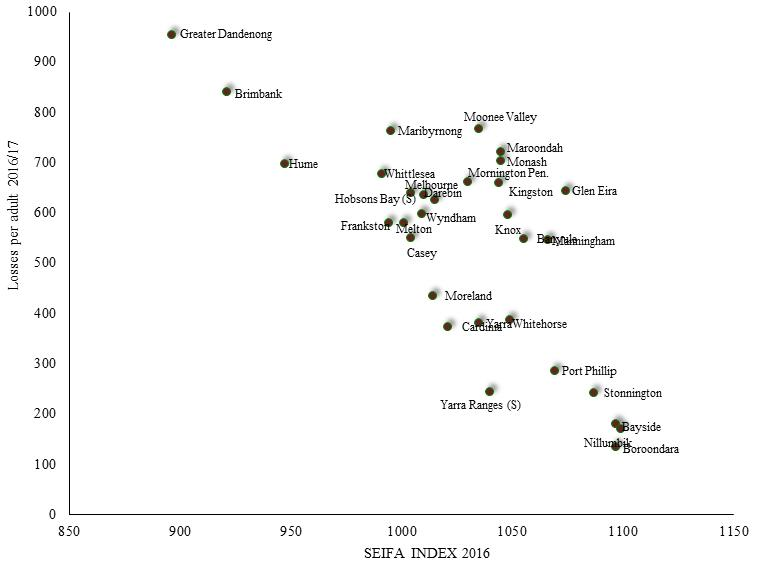 1000
Greater Dandenong
900
Brimbank
800
Moonee Valley
Maribyrnong
Maroondah
Monash
700
Hume
Whittlesea
Mornington Pen.
Melbourne
Darebin
Kingston
Glen Eira
Hobsons Bay (S)
600
Wyndham
Frankston
Melton
Knox
Banyule
Manningham
Casey
500
Losses per adult 2016/17
400
Moreland
Cardinia
Yarra
Whitehorse
300
Port Phillip
Stonnington
Yarra Ranges (S)
200
Bayside
Nillumbik
Boroondara
100
0
850 900 950 1000 1050 1100 1150
SEIFA INDEX 2016